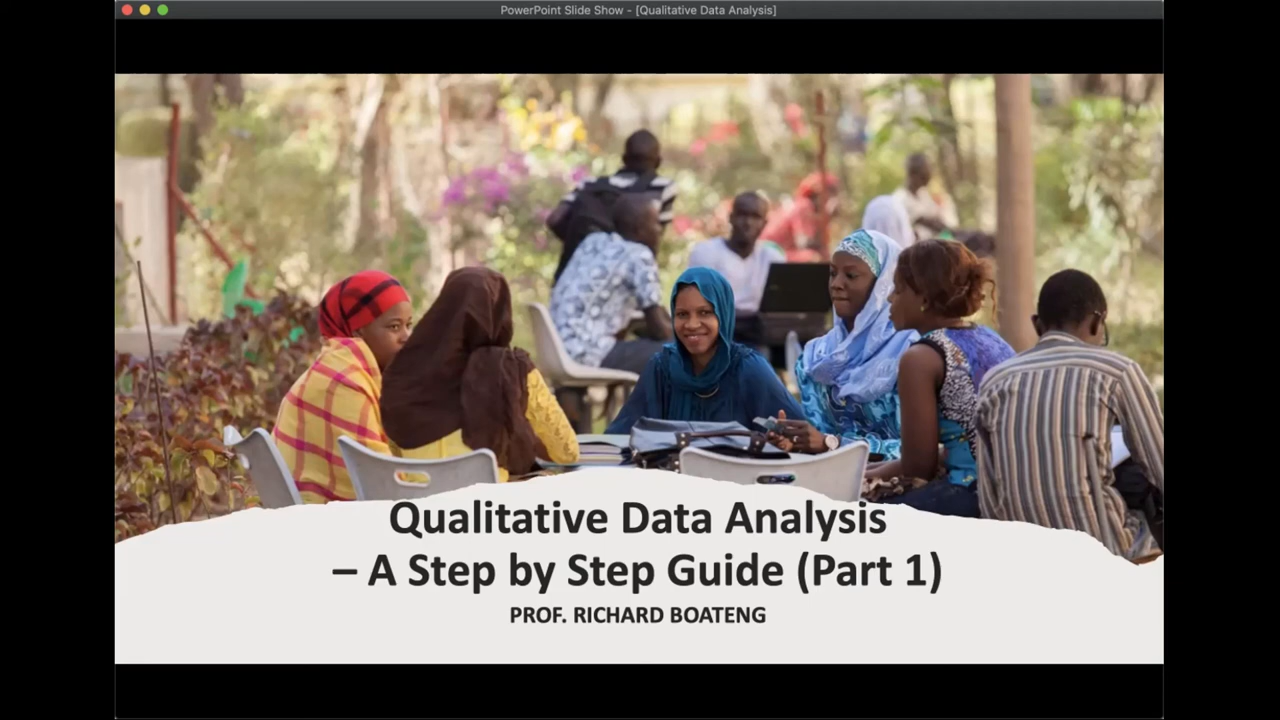 PowerPoint Slide Show - [Qualitative Data Analysis]
Qualitative Data Analysis
– A Step by Step Guide (Part 1)
PROF. RICHARD BOATENG